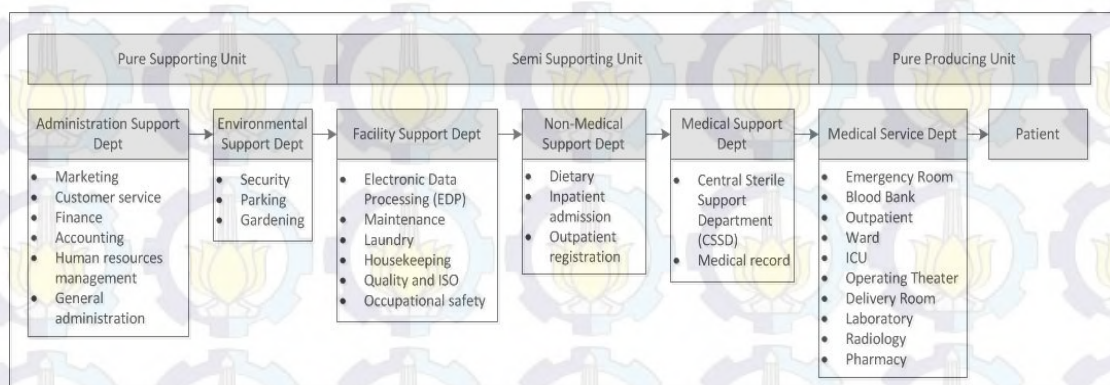 Pure Supporting Unit
Semi Supporting Unit
Pure Producing Unit
Administration Support
Dept
• Marketing
• Customer service
• Finance
• Accounting
• Human resources
management
• General
administration
Environmental
Support Dept
• Security
• Parking
• Gardening
Facility Support Dept
• Electronic Data
Processing (EDP)
• Maintenance
• Laundry
• Housekeeping
• Quality and ISO
• Occupational safety
Non-Medical
Support Dept
• Dietary
• Inpatient
admission
• Outpatient
registration
Medical Support
Dept
• Central Sterile
Support
Department
(CSSD)
• Medical record
Medical Service Dept
• Emergency Room
• Blood Bank
• Outpatient
• Ward
• ICU
• Operating Theater
• Delivery Room
• Laboratory
• Radiology
• Pharmacy
Patient